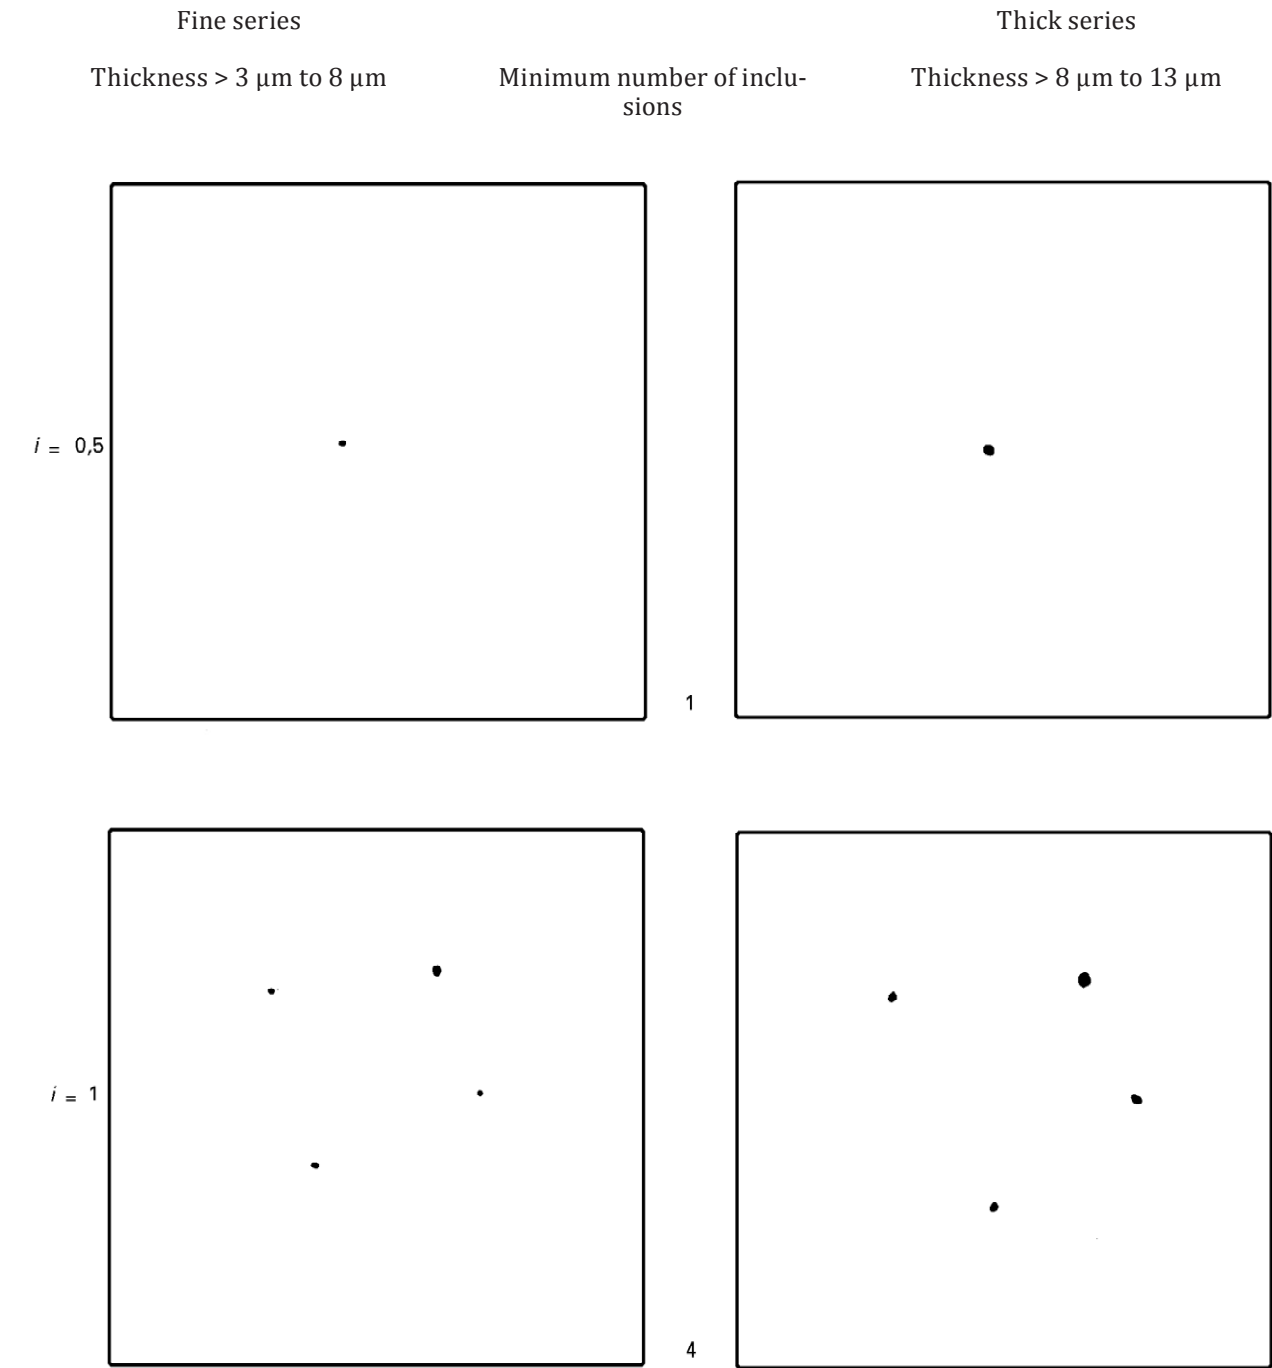 Fine series
Thick series
Thickness > 3 µm to 8 µm
Minimum number of inclu-
sions
Thickness > 8 µm to 13 µm
i = 0,5
1
i = 1
4